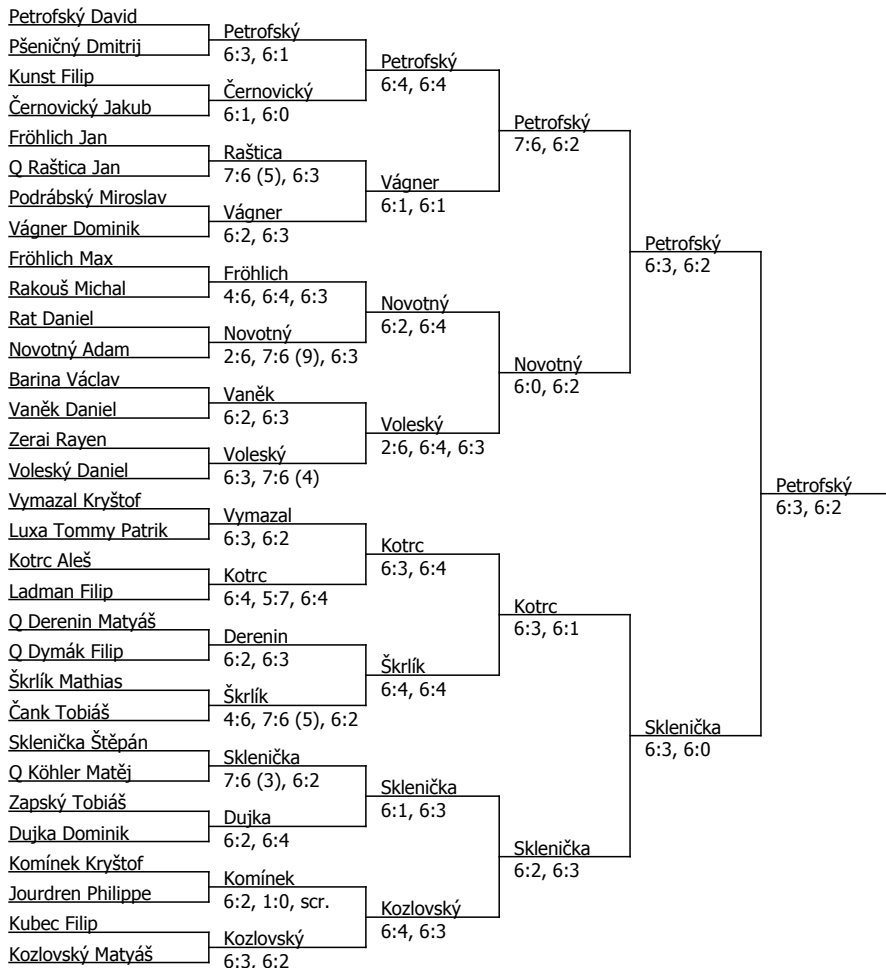 Petrofský David
Pšeničný Dmitrij
Kunst Filip
Černovický Jakub
Fröhlich Jan
Q Raštica Jan
Podrábský Miroslav
Vágner Dominik
Fröhlich Max
Rakouš Michal
Rat Daniel
Novotný Adam
Barina Václav
Vaněk Daniel
Zerai Rayen
Voleský Daniel
Vymazal Kryštof
Luxa Tommy Patrik
Kotrc Aleš
Ladman Filip
Q Derenin Matyáš
Q Dymák Filip
Škrlík Mathias
Čank Tobiáš
Sklenička Štěpán
Q Köhler Matěj
Zapský Tobiáš
Dujka Dominik
Komínek Kryštof
Jourdren Philippe
Kubec Filip
Kozlovský Matyáš
Petrofský
6:3, 6:1
Černovický
6:1, 6:0
Raštica
7:6 (5), 6:3
Vágner
6:2, 6:3
Fröhlich
4:6, 6:4, 6:3
Novotný
2:6, 7:6 (9), 6:3
Vaněk
6:2, 6:3
Voleský
6:3, 7:6 (4)
Vymazal
6:3, 6:2
Kotrc
6:4, 5:7, 6:4
Derenin
6:2, 6:3
Škrlík
4:6, 7:6 (5), 6:2
Sklenička
7:6 (3), 6:2
Dujka
6:2, 6:4
Komínek
6:2, 1:0, scr.
Kozlovský
6:3, 6:2
Petrofský
6:4, 6:4
Vágner
6:1, 6:1
Novotný
6:2, 6:4
Voleský
2:6, 6:4, 6:3
Kotrc
6:3, 6:4
Škrlík
6:4, 6:4
Sklenička
6:1, 6:3
Kozlovský
6:4, 6:3
Petrofský
7:6, 6:2
Novotný
6:0, 6:2
Kotrc
6:3, 6:1
Sklenička
6:2, 6:3
Petrofský
6:3, 6:2
Sklenička
6:3, 6:0
Petrofský
6:3, 6:2